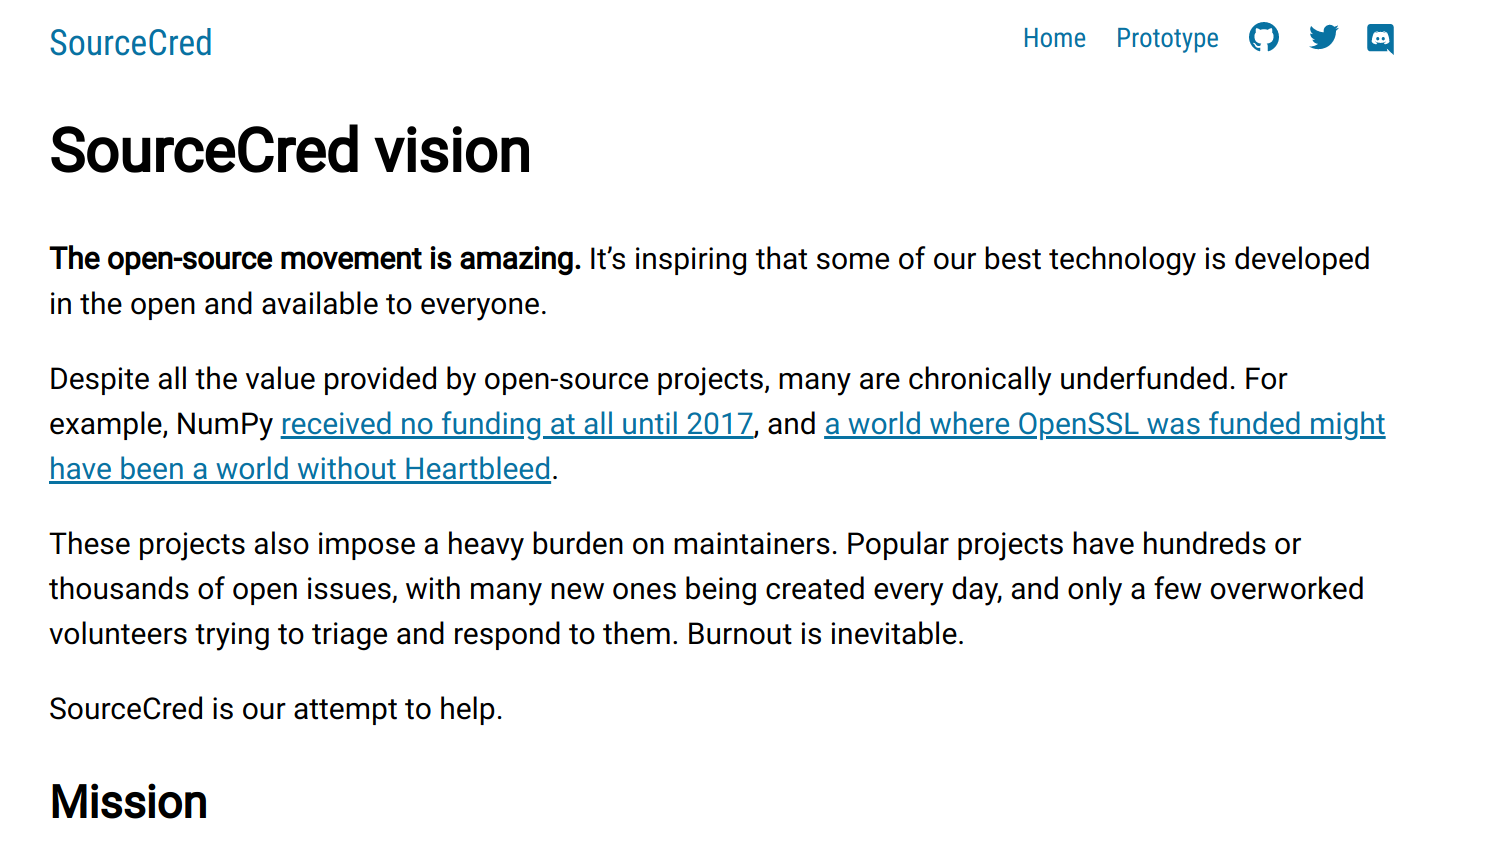 SourceCred
Home Prototype
SourceCred vision
The open-source movement is amazing. It’s inspiring that some of our best technology is developed
in the open and available to everyone.
Despite all the value provided by open-source projects, many are chronically underfunded. For
example, NumPy received no funding at all until 2017, and a world where OpenSSL was funded might
have been a world without Heartbleed.
These projects also impose a heavy burden on maintainers. Popular projects have hundreds or
thousands of open issues, with many new ones being created every day, and only a few overworked
volunteers trying to triage and respond to them. Burnout is inevitable.
SourceCred is our attempt to help.
Mission